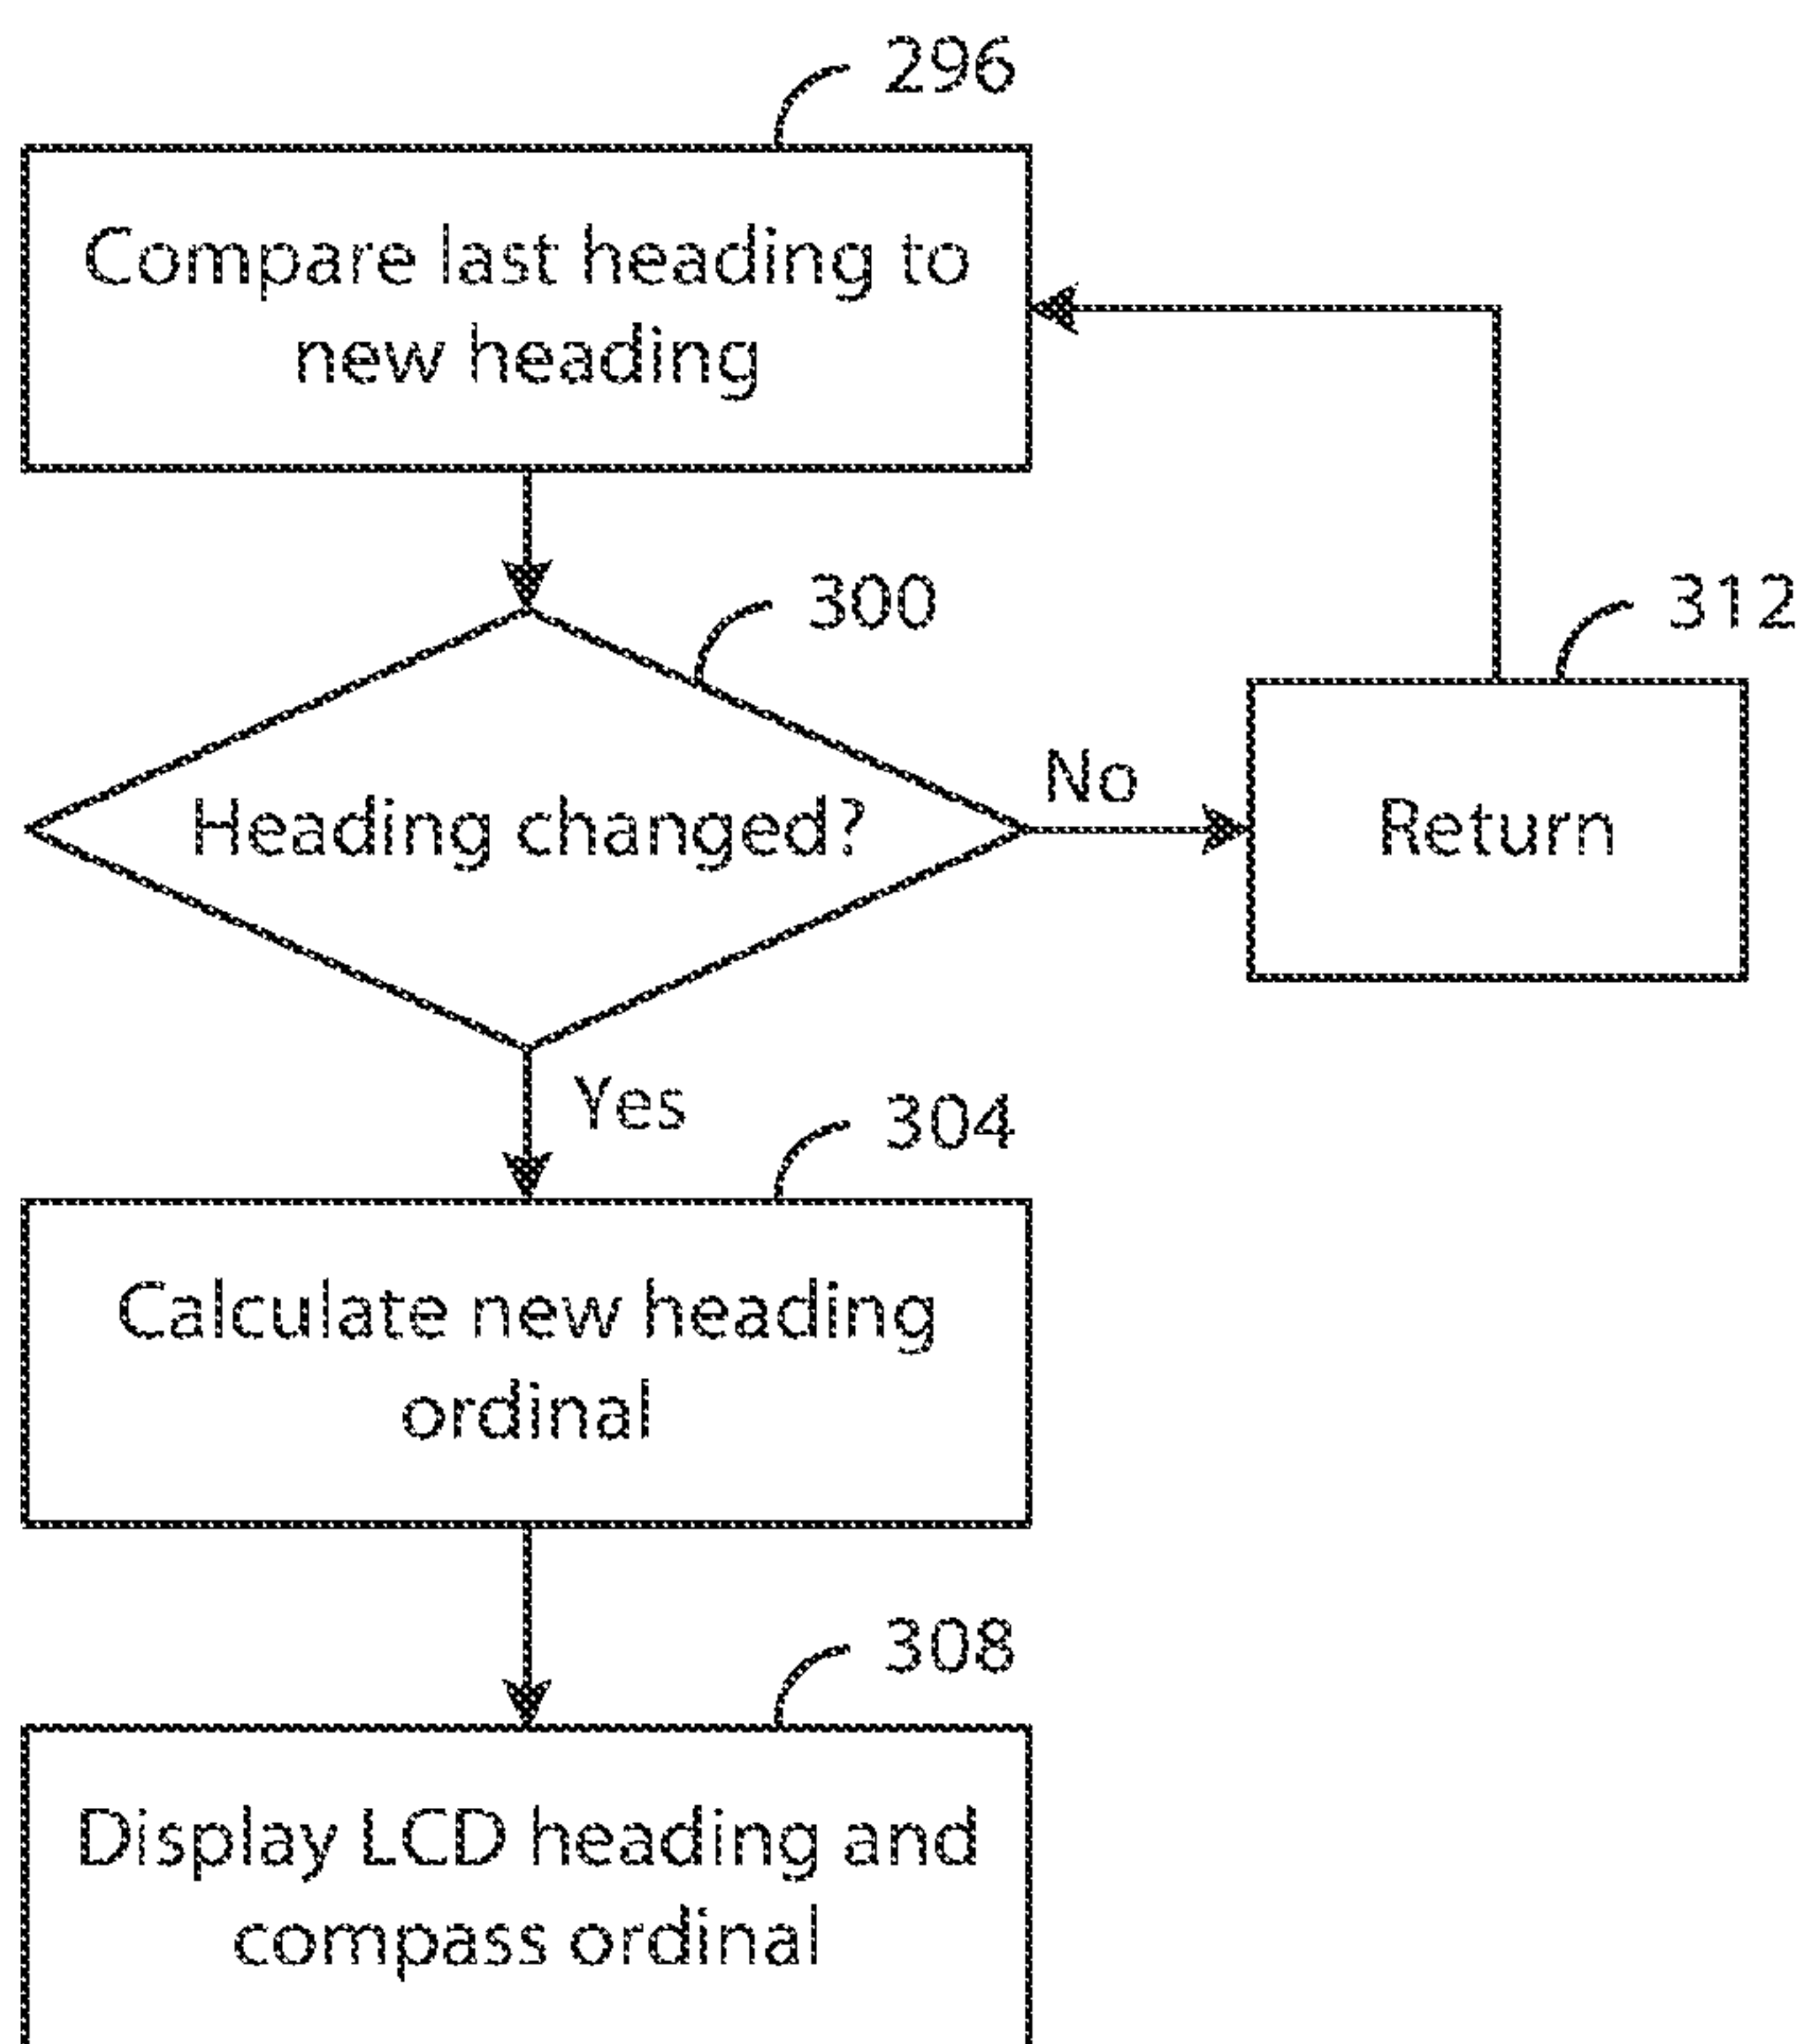 296
Compare last heading to
new heading
300
312
Heading changed?
No
Return
Yes
304
Calculate new heading
ordinal
308
Display LCD heading and
compass ordinal